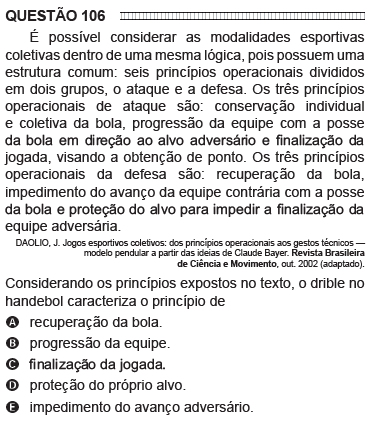 QUESTÃO 106
É possível considerar as modalidades esportivas
coletivas dentro de uma mesma lógica, pois possuem uma
estrutura comum: seis princípios operacionais divididos
em dois grupos, o ataque e a defesa. Os três princípios
operacionais de ataque são: conservação individual
e coletiva da bola, progressão da equipe com a posse
da bola em direção ao alvo adversário e finalização da
jogada, visando a obtenção de ponto. Os três princípios
operacionais da defesa são: recuperação da bola,
impedimento do avanço da equipe contrária com a posse
da bola e proteção do alvo para impedir a finalização da
equipe adversária.
DAOLIO, J. Jogos esportivos coletivos: dos princípios operacionais aos gestos técnicos —
modelo pendular a partir das ideias de Claude Bayer. Revista Brasileira
de Ciência e Movimento, out. 2002 (adaptado).
Considerando os princípios expostos no texto, o drible no
handebol caracteriza o princípio de
A recuperação da bola.
B progressão da equipe.
C finalização da jogada.
D proteção do próprio alvo.
E impedimento do avanço adversário.